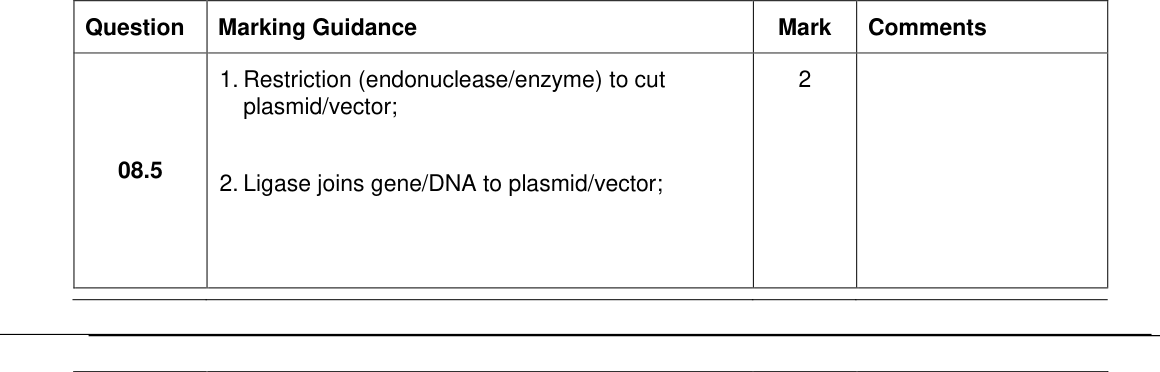 Question Marking Guidance Mark Comments
1. Restriction (endonuclease/enzyme) to cut 2
plasmid/vector;
08.5
2. Ligase joins gene/DNA to plasmid/vector;